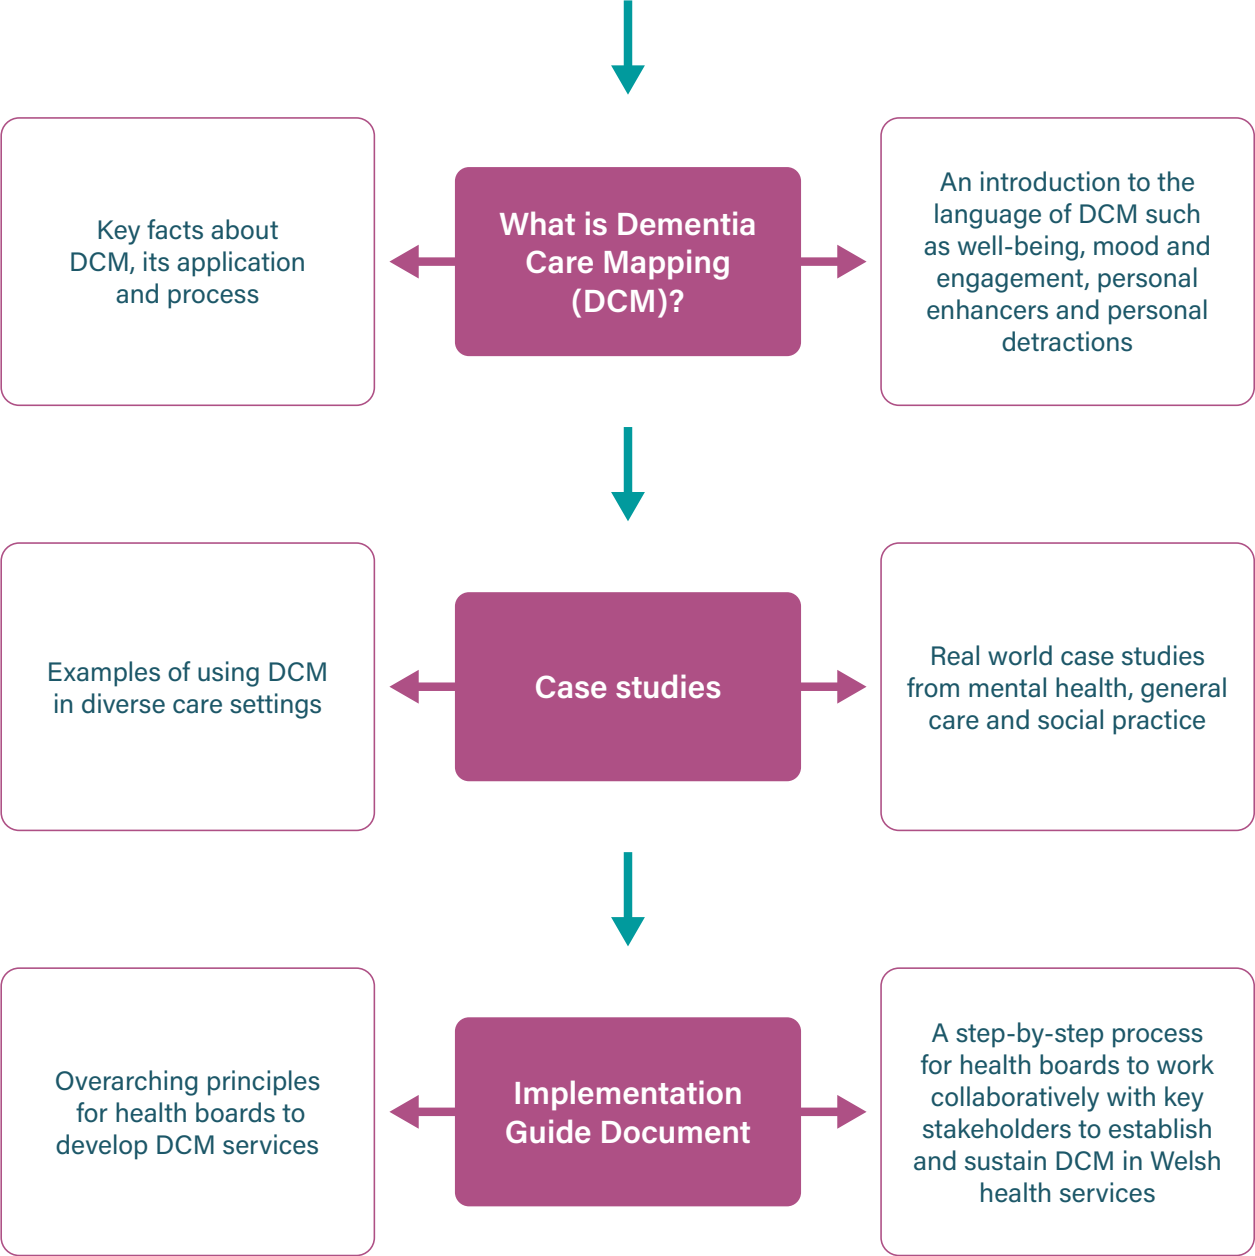 Key facts about
DCM, its application
and process
What is Dementia
Care Mapping
(DCM)?
An introduction to the
language of DCM such
as well-being, mood and
engagement, personal
enhancers and personal
detractions
Examples of using DCM
in diverse care settings
Case studies
Real world case studies
from mental health, general
care and social practice
Overarching principles
for health boards to
develop DCM services
Implementation
Guide Document
A step-by-step process
for health boards to work
collaboratively with key
stakeholders to establish
and sustain DCM in Welsh
health services